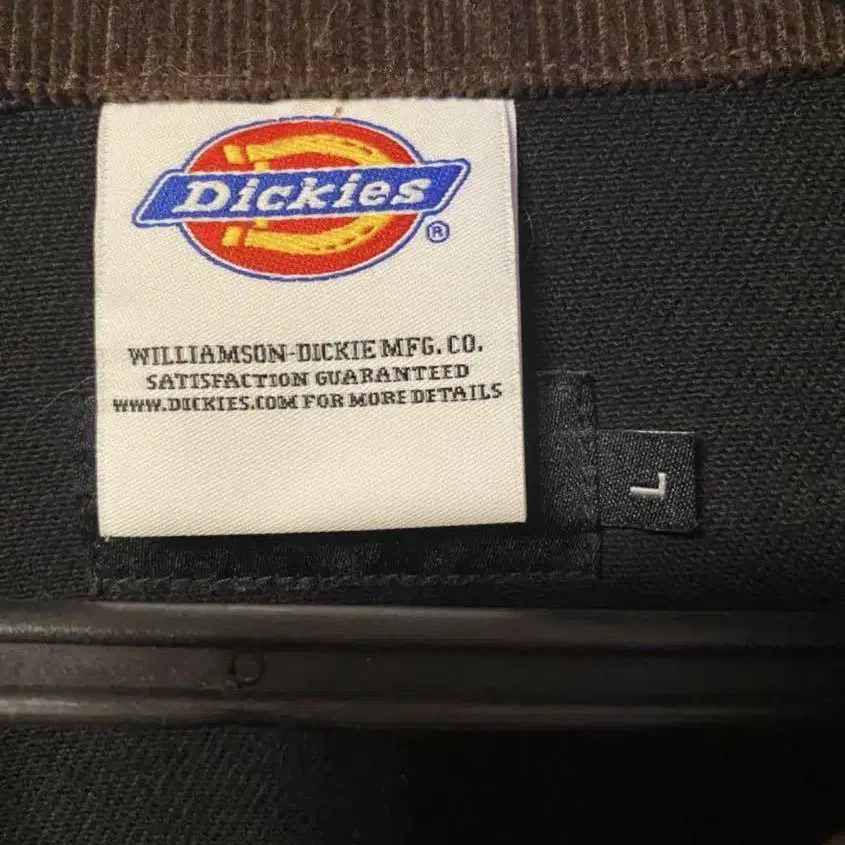 Dickies®
WILLIAMSON-DICKIE MFG. CO.
SATISFACTION GUARANTEED
WWW.DICKIES.COM FOR MORE DETAILS
L